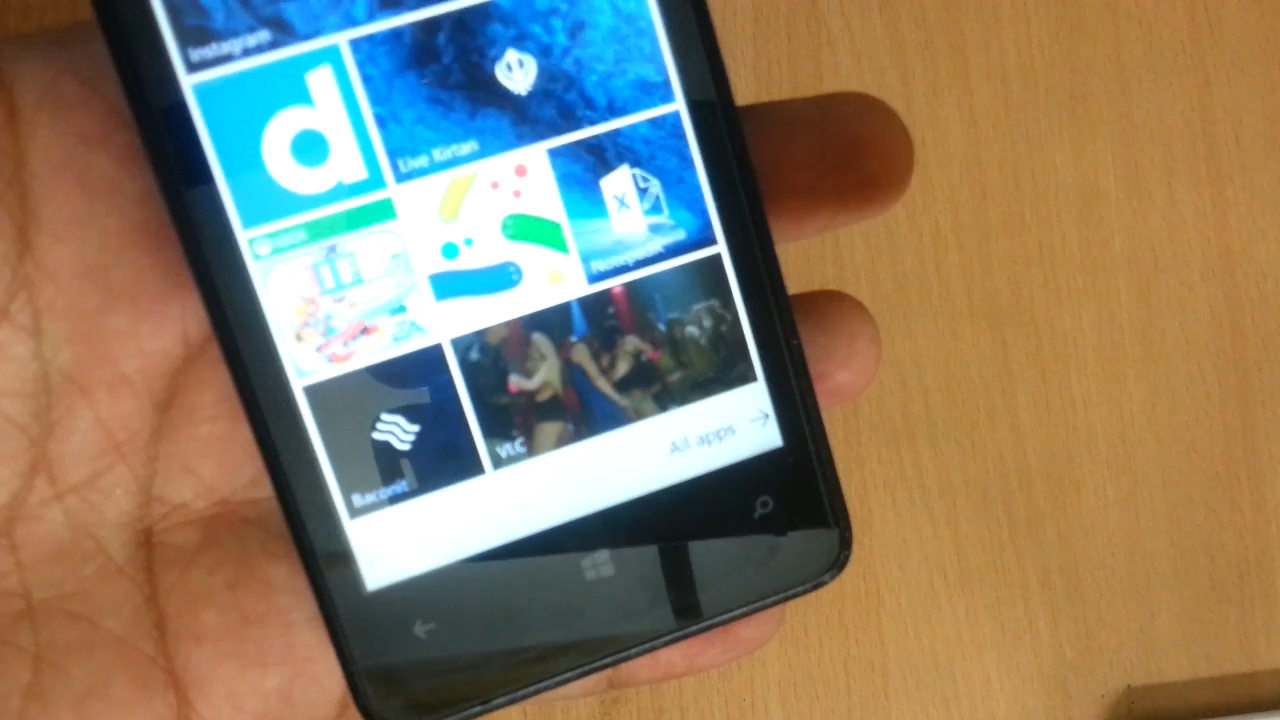 Instagram
d
Live Kirtan
X
Baconit
VLC
All apps